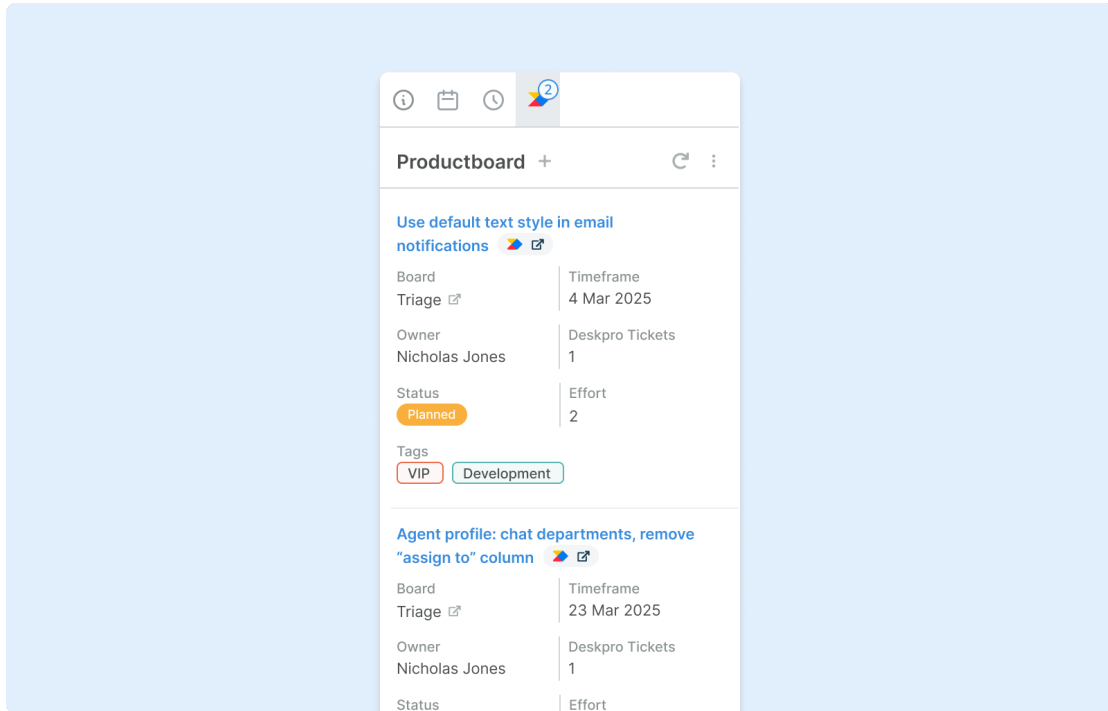 2
Productboard
Use default text style in email
notifications
Board
Timeframe
Triage
4 Mar 2025
Owner
Deskpro Tickets
Nicholas Jones
1
Status
Effort
Planned
2
Tags
VIP
Development
Agent profile: chat departments, remove
“assign to” column
Board
Timeframe
Triage
23 Mar 2025
Owner
Deskpro Tickets
Nicholas Jones
1
Status
Effort